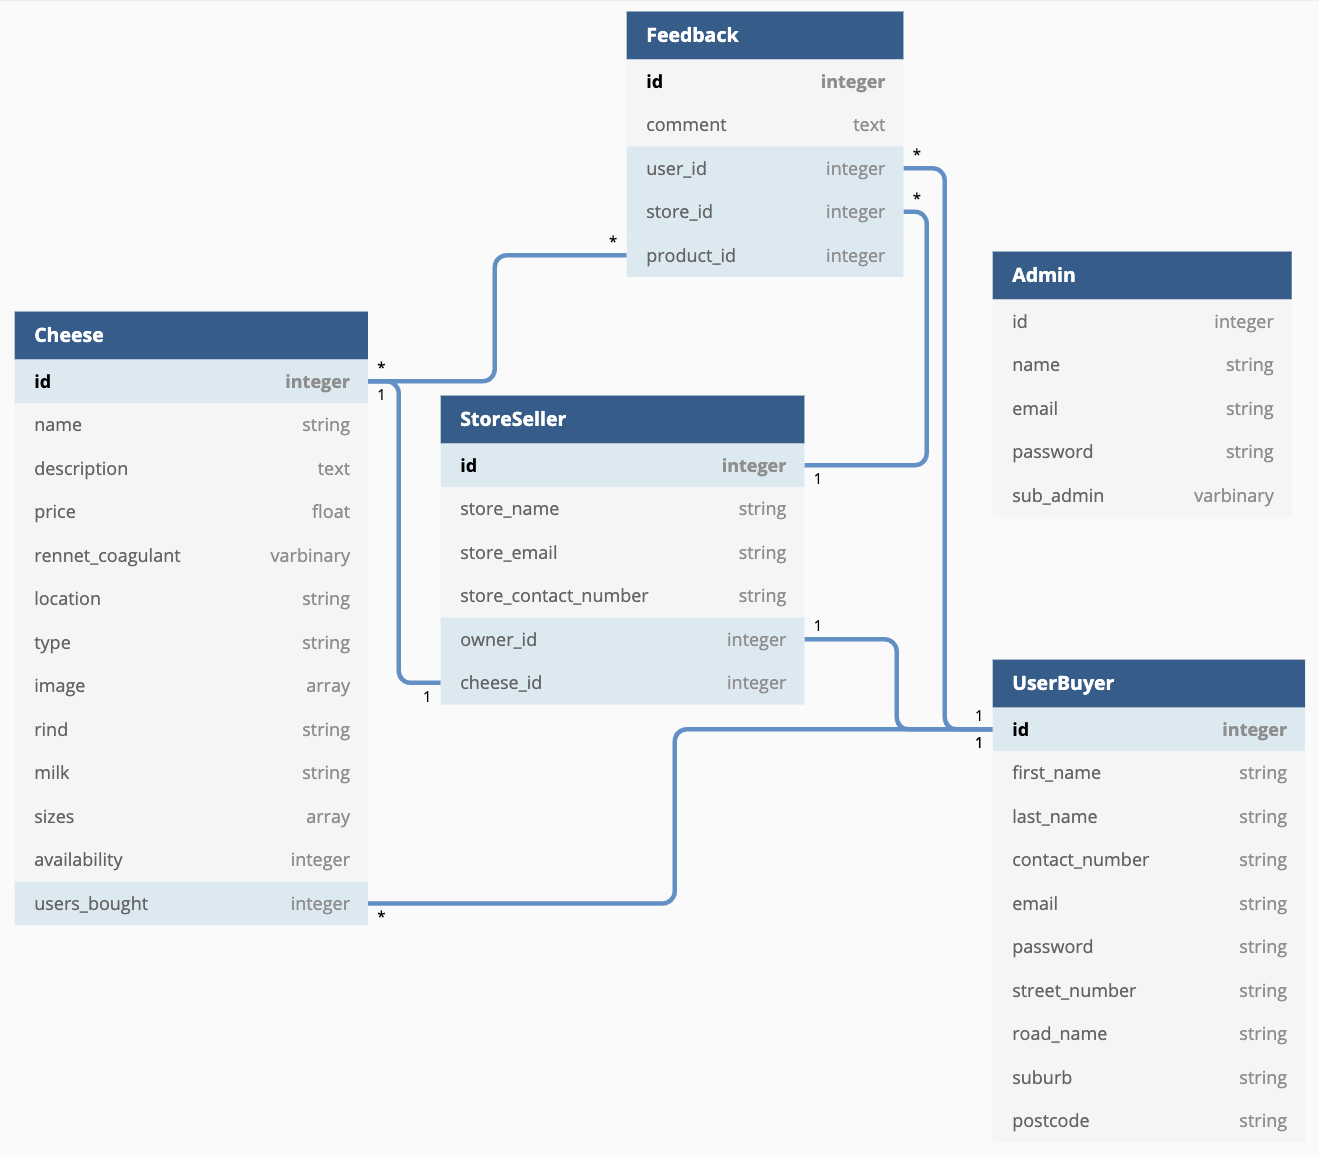 Feedback
id integer
comment text
* user_id integer
* store_id integer
* product_id integer
Admin
id integer
name string
email string
password string
sub_admin varbinary
Cheese
* id integer
1
name string
description text
price float
rennet_coagulant varbinary
location string
type string
image array
rind string
milk string
sizes array
availability integer
users_bought integer
*
StoreSeller
id integer
1
store_name string
store_email string
store_contact_number string
1
owner_id integer
cheese_id integer
1
UserBuyer
1
id integer
1
first_name string
last_name string
contact_number string
email string
password string
street_number string
road_name string
suburb string
postcode string